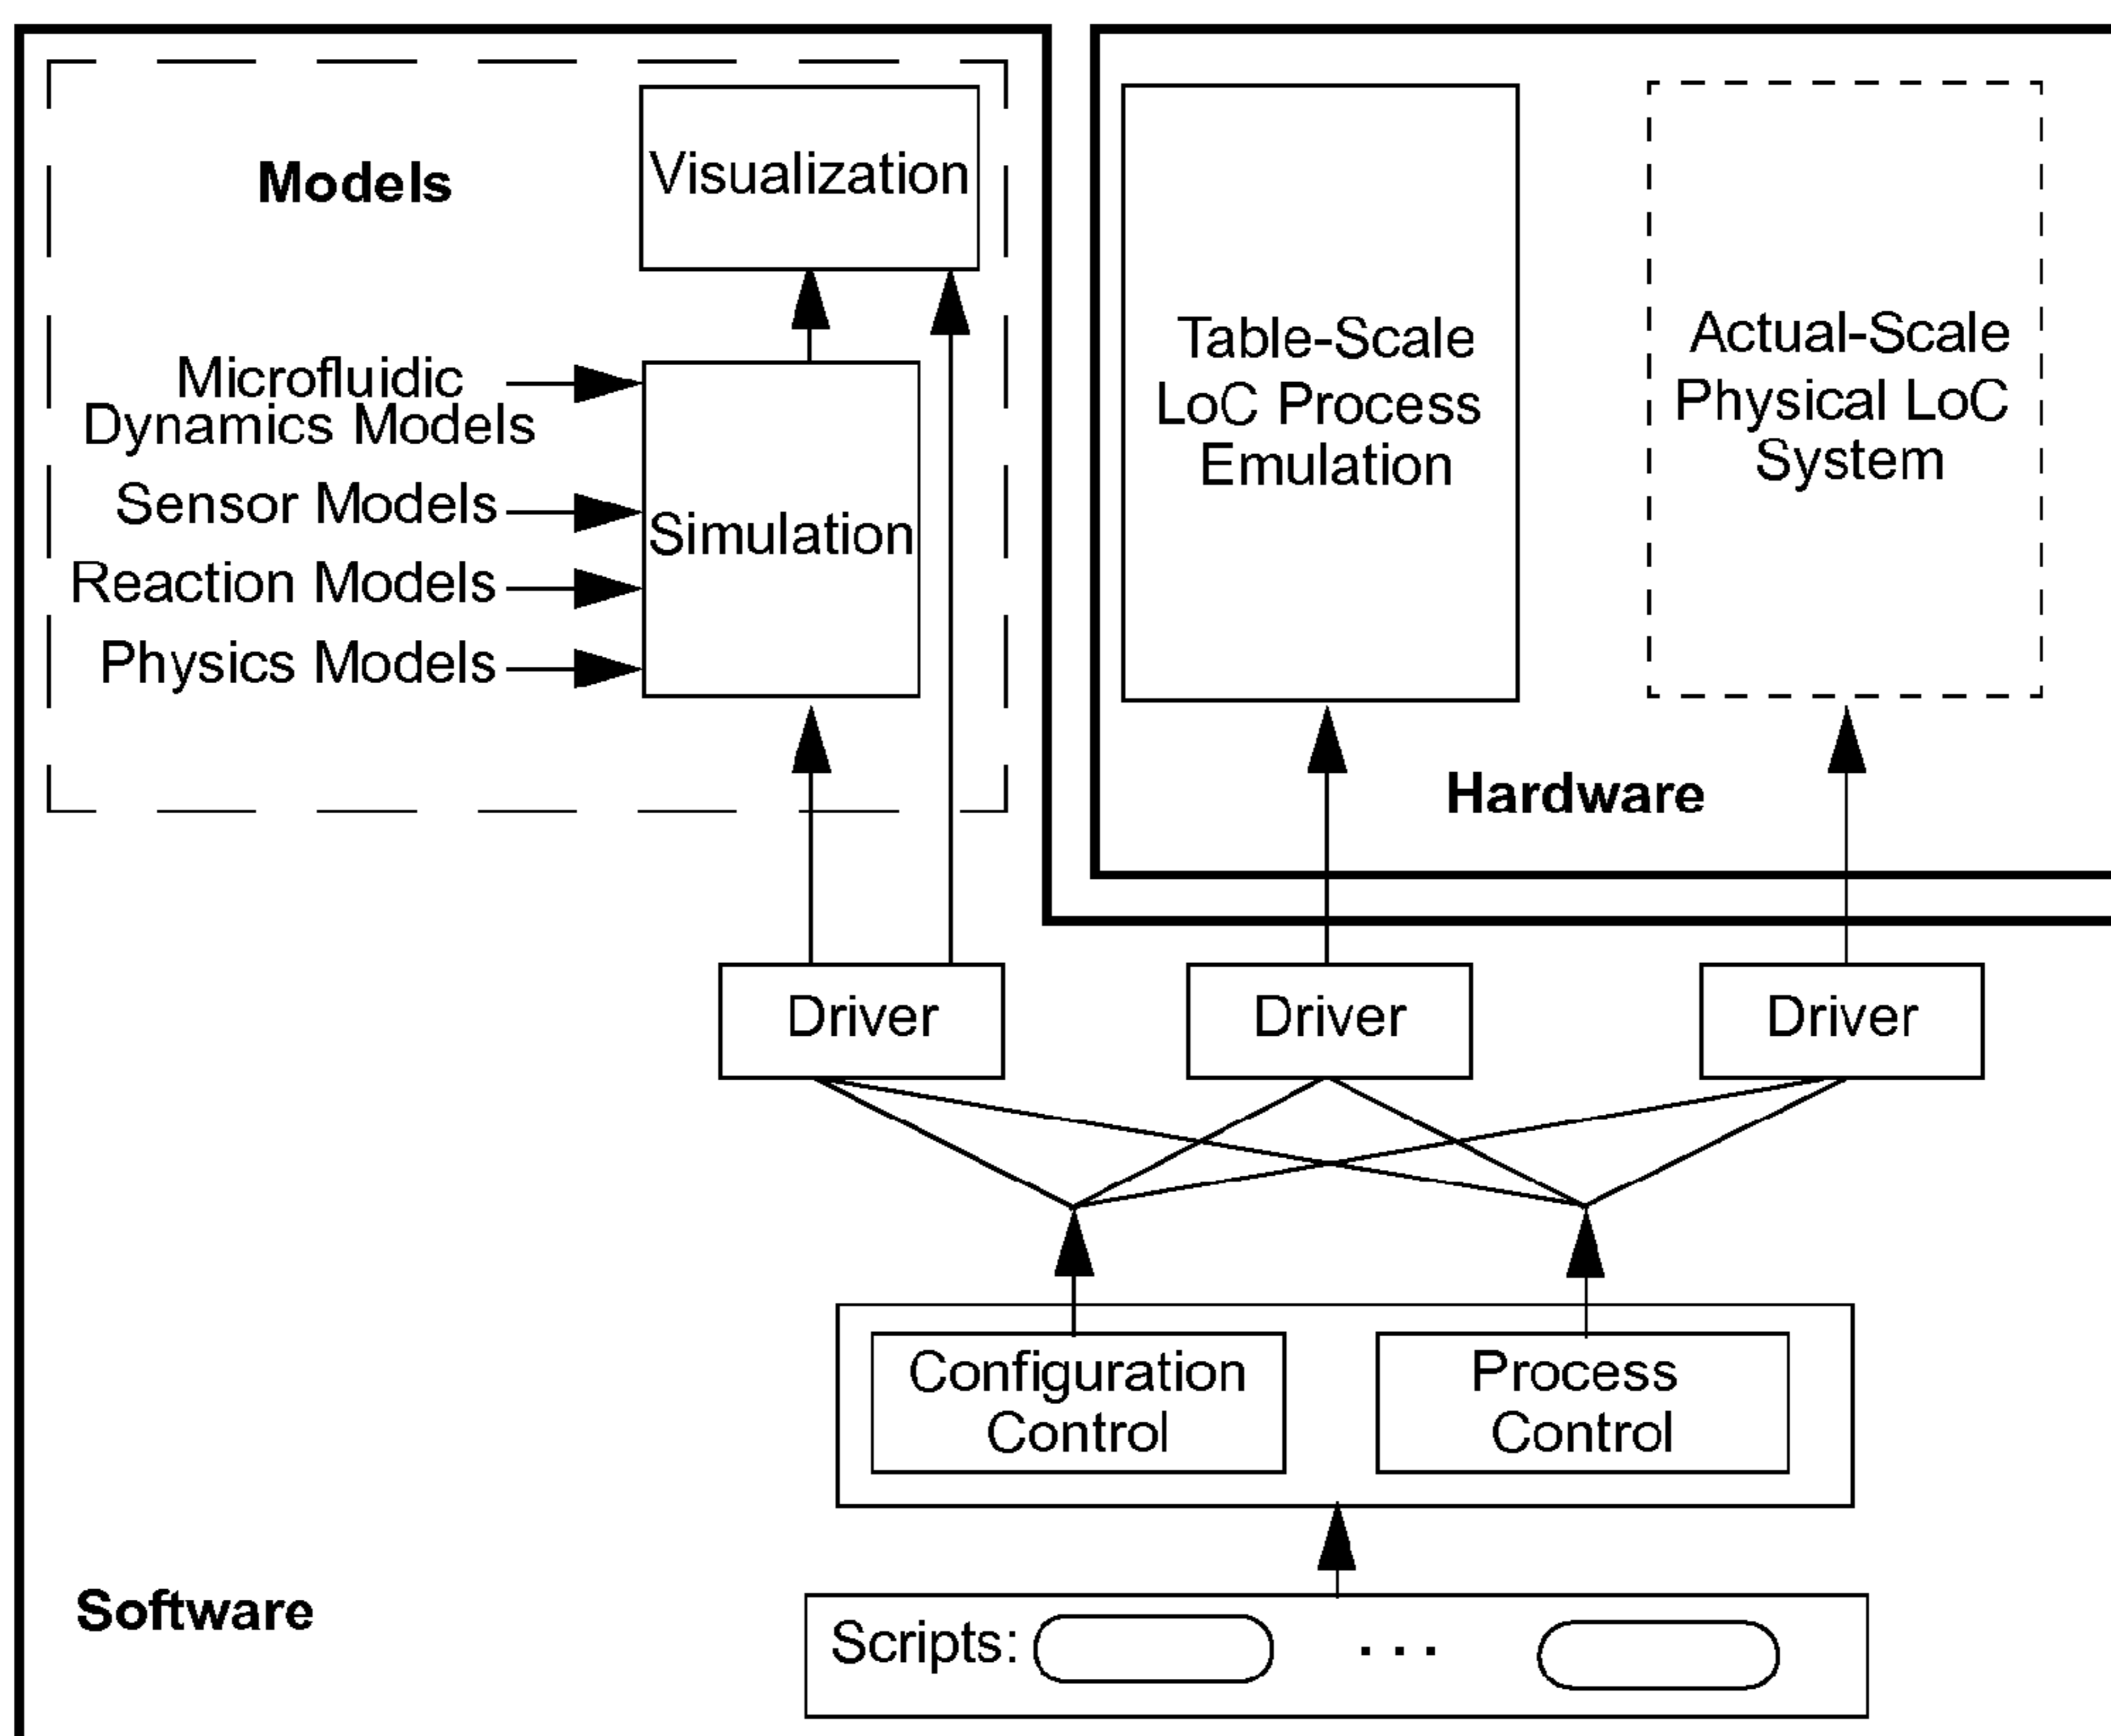 Models
Visualization
Microfluidic
Dynamics Models
Sensor Models
Reaction Models
Physics Models
Simulation
Table-Scale
LoC Process
Emulation
Actual-Scale
Physical LoC
System
Hardware
Driver
Driver
Driver
Configuration
Control
Process
Control
Software
Scripts: . . .